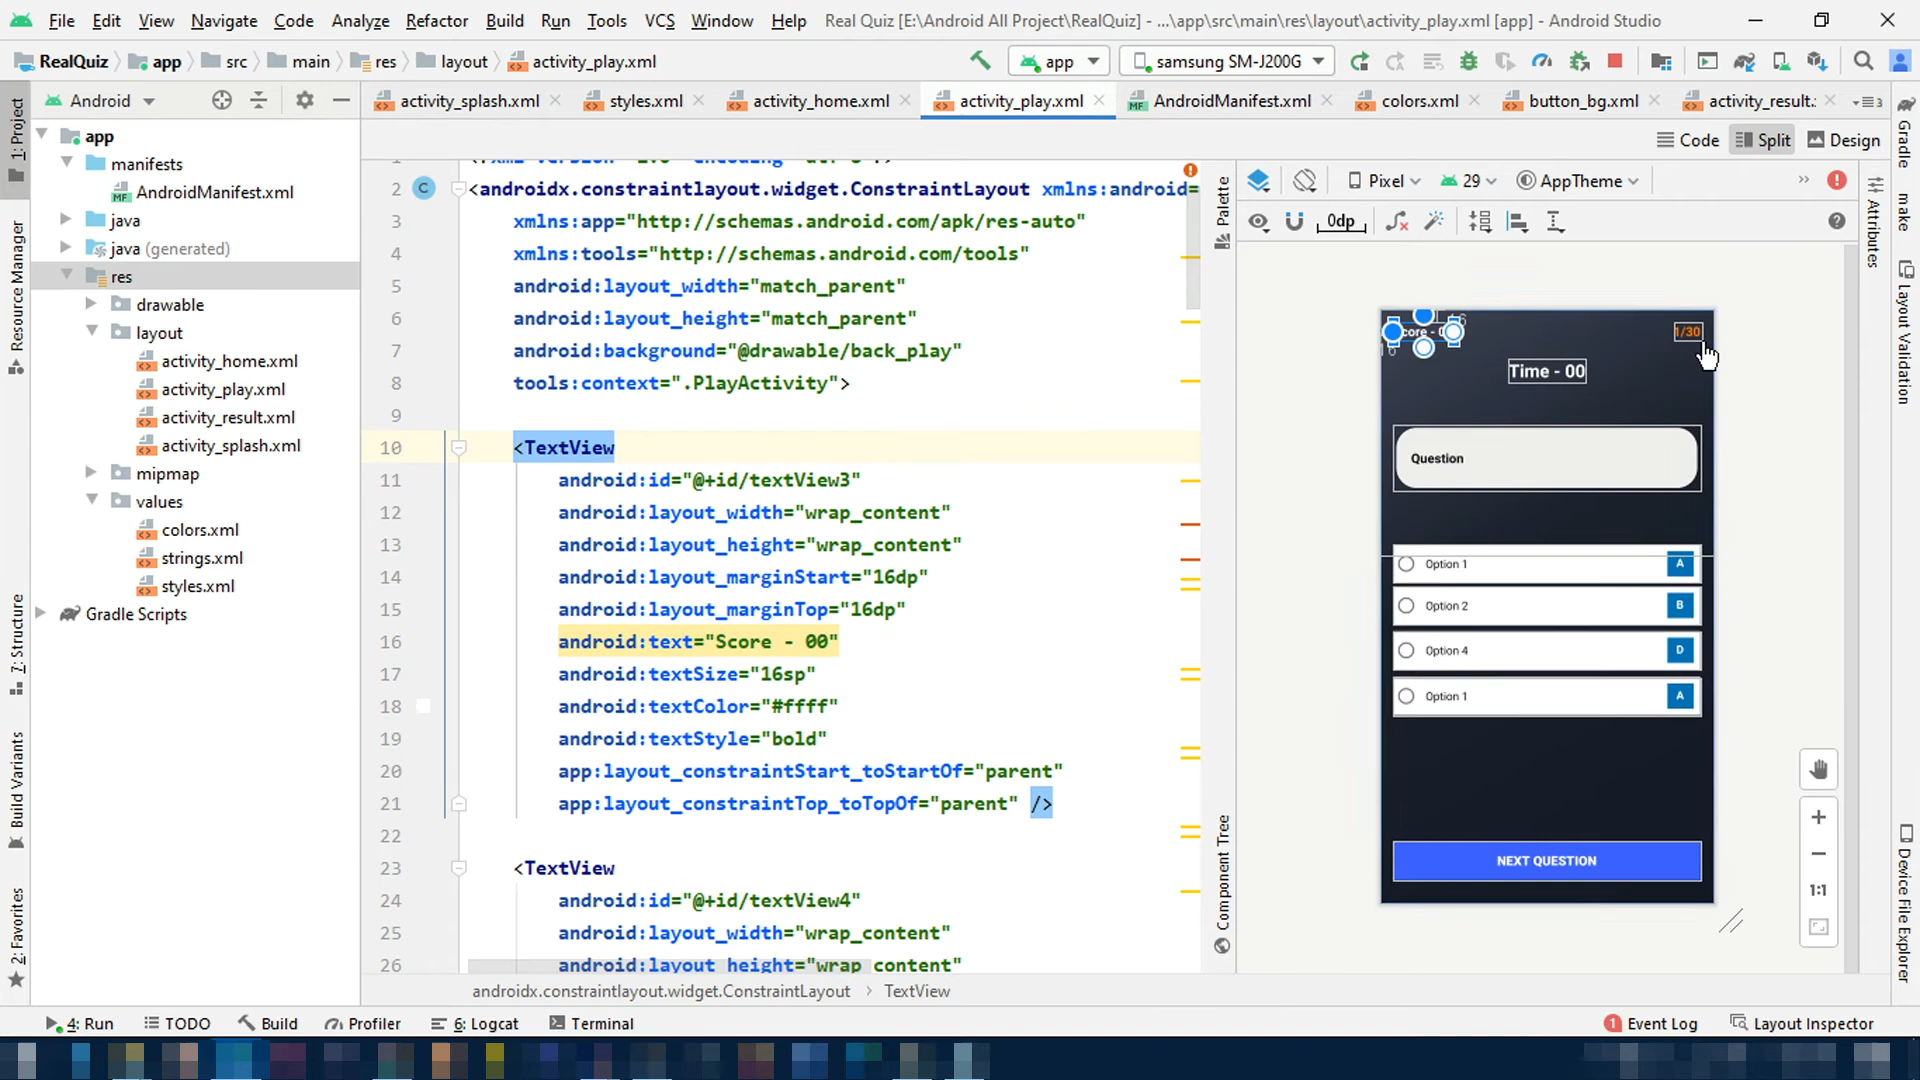 File Edit View Navigate Code Analyze Refactor Build Run Tools VCS Window Help Real Quiz [E:\Android All Project\RealQuiz] - ...\app\src\main\res\layout\activity_play.xml [app] - Android Studio
RealQuiz app src main res layout activity_play.xml app samsung SM-J200G
Android activity_splash.xml styles.xml activity_home.xml activity_play.xml AndroidManifest.xml colors.xml button_bg.xml activity_result. 3
Code Split Design
1: Project
Resource Manager
7: Structure
Build Variants
2: Favorites
app
manifests
AndroidManifest.xml
java
java (generated)
res
drawable
layout
activity_home.xml
activity_play.xml
activity_result.xml
activity_splash.xml
mipmap
values
colors.xml
strings.xml
styles.xml
Gradle Scripts
2 <androidx.constraintlayout.widget.ConstraintLayout xmlns:android=
3 xmlns:app="http://schemas.android.com/apk/res-auto"
4 xmlns:tools="http://schemas.android.com/tools"
5 android:layout_width="match_parent"
6 android:layout_height="match_parent"
7 android:background="@drawable/back_play"
8 tools:context=".PlayActivity">
9
10 <TextView
11 android:id="@+id/textView3"
12 android:layout_width="wrap_content"
13 android:layout_height="wrap_content"
14 android:layout_marginStart="16dp"
15 android:layout_marginTop="16dp"
16 android:text="Score - 00"
17 android:textSize="16sp"
18 android:textColor="#ffff"
19 android:textStyle="bold"
20 app:layout_constraintStart_toStartOf="parent"
21 app:layout_constraintTop_toTopOf="parent" />
22
23 <TextView
24 android:id="@+id/textView4"
25 android:layout_width="wrap_content"
26 android:layout_height="wrap_content"
androidx.constraintlayout.widget.ConstraintLayout TextView
Palette
Component Tree
Pixel 29 AppTheme
0dp
1/30
Time - 00
Question
Option 1 A
Option 2 B
Option 4 D
Option 1 A
NEXT QUESTION
1:1
Attributes
Gradle
make
Layout Validation
Device File Explorer
4: Run TODO Build Profiler 6: Logcat Terminal 1 Event Log Layout Inspector